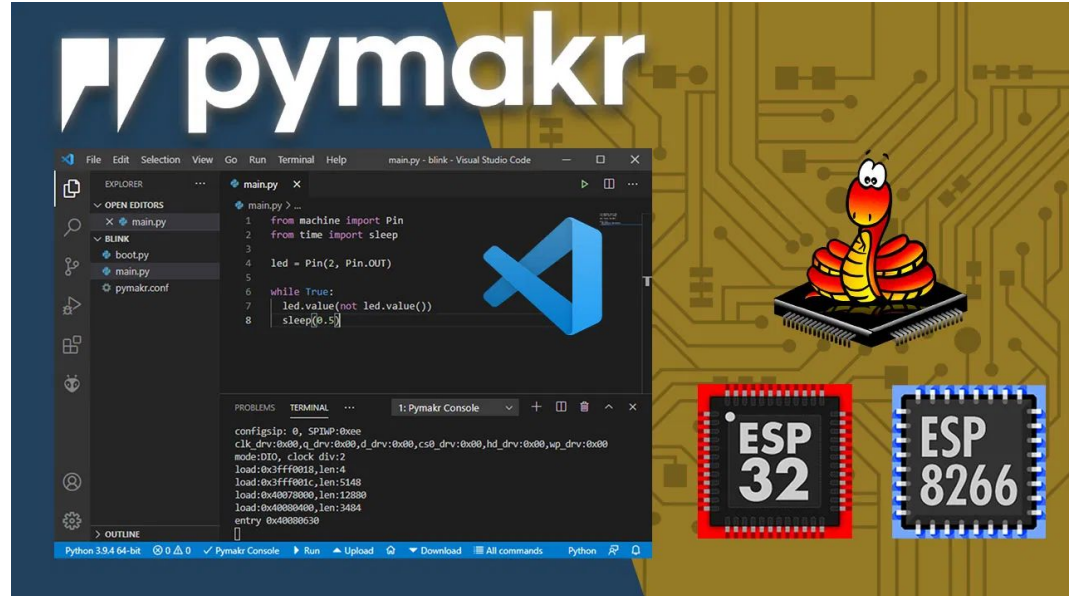 pymakr
File Edit Selection View Go Run Terminal Help main.py - blink - Visual Studio Code
EXPLORER
OPEN EDITORS
main.py
BLINK
boot.py
main.py
pymakr.conf
OUTLINE
main.py
main.py > ...
1 from machine import Pin
2 from time import sleep
3
4 led = Pin(2, Pin.OUT)
5
6 while True:
7 led.value(not led.value())
8 sleep(0.5)
PROBLEMS TERMINAL ... 1: Pymakr Console
configsip: 0, SPIWP:0xee
clk_drv:0x00,q_drv:0x00,d_drv:0x00,cs0_drv:0x00,hd_drv:0x00,wp_drv:0x00
mode:DIO, clock div:2
load:0x3fff0018,len:4
load:0x3fff001c,len:5148
load:0x40078000,len:12880
load:0x40080400,len:3484
entry 0x40080630
Python 3.9.4 64-bit 0 0 Pymakr Console Run Upload Download All commands Python
ESP
32
ESP
8266